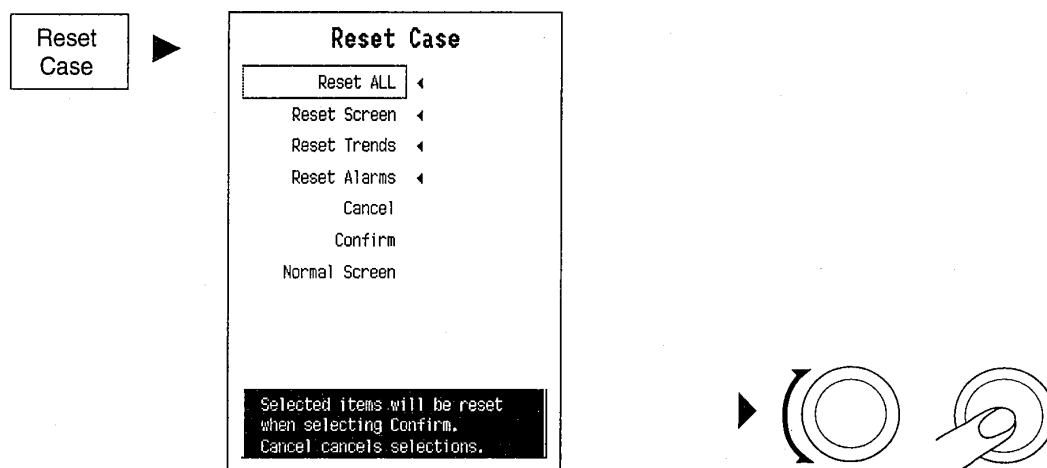 Reset
Case
Reset Case
Reset ALL
Reset Screen
Reset Trends
Reset Alarms
Cancel
Confirm
Normal Screen
Selected items will be reset
when selecting Confirm.
Cancel cancels selections.